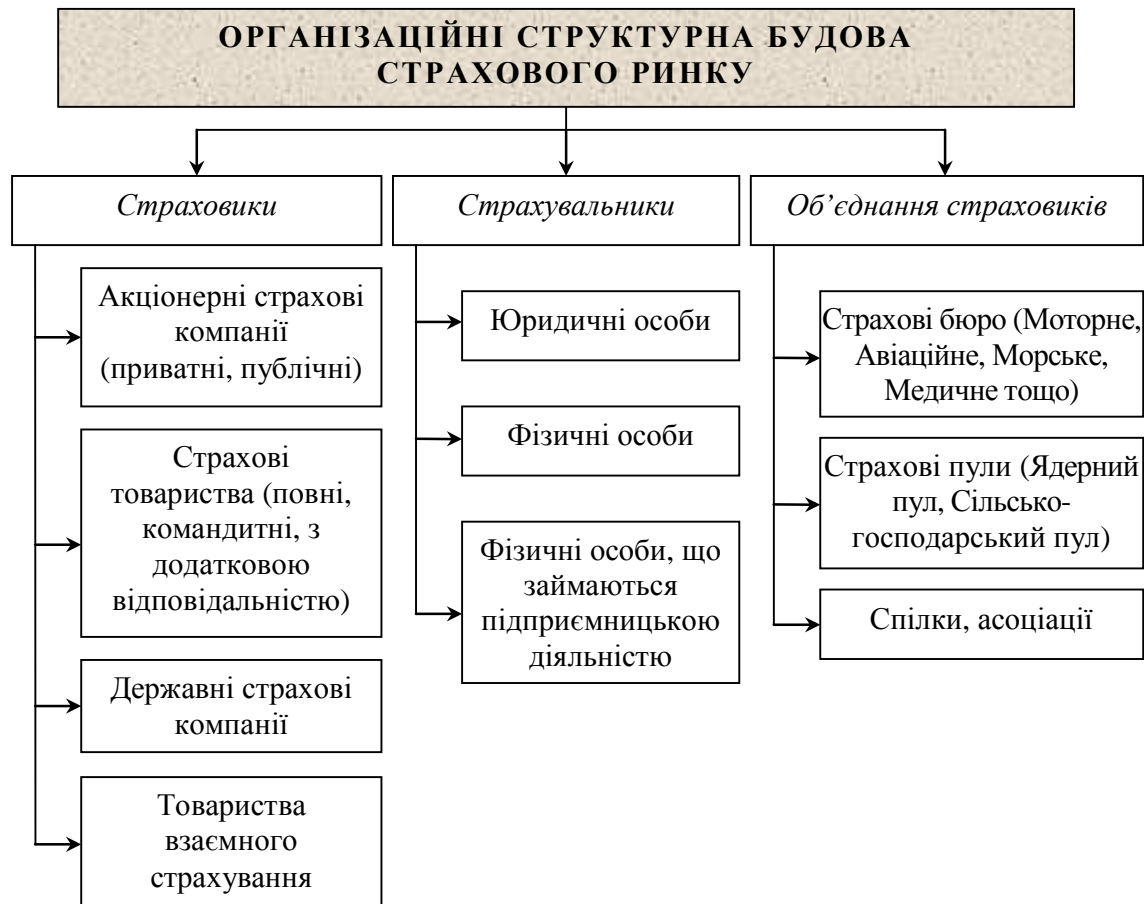 ОРГАНІЗАЦІЙНІ СТРУКТУРНА БУДОВА
СТРАХОВОГО РИНКУ
Страховики
Акціонерні страхові
компанії
(приватні, публічні)
Страхові
товариства (повні,
командитні, з
додатковою
відповідальністю)
Державні страхові
компанії
Товариства
взаємного
страхування
Страхувальники
Юридичні особи
Фізичні особи
Фізичні особи, що
займаються
підприємницькою
діяльністю
Об’єднання страховиків
Страхові бюро (Моторне,
Авіаційне, Морське,
Медичне тощо)
Страхові пули (Ядерний
пул, Сільсько-
господарський пул)
Спілки, асоціації